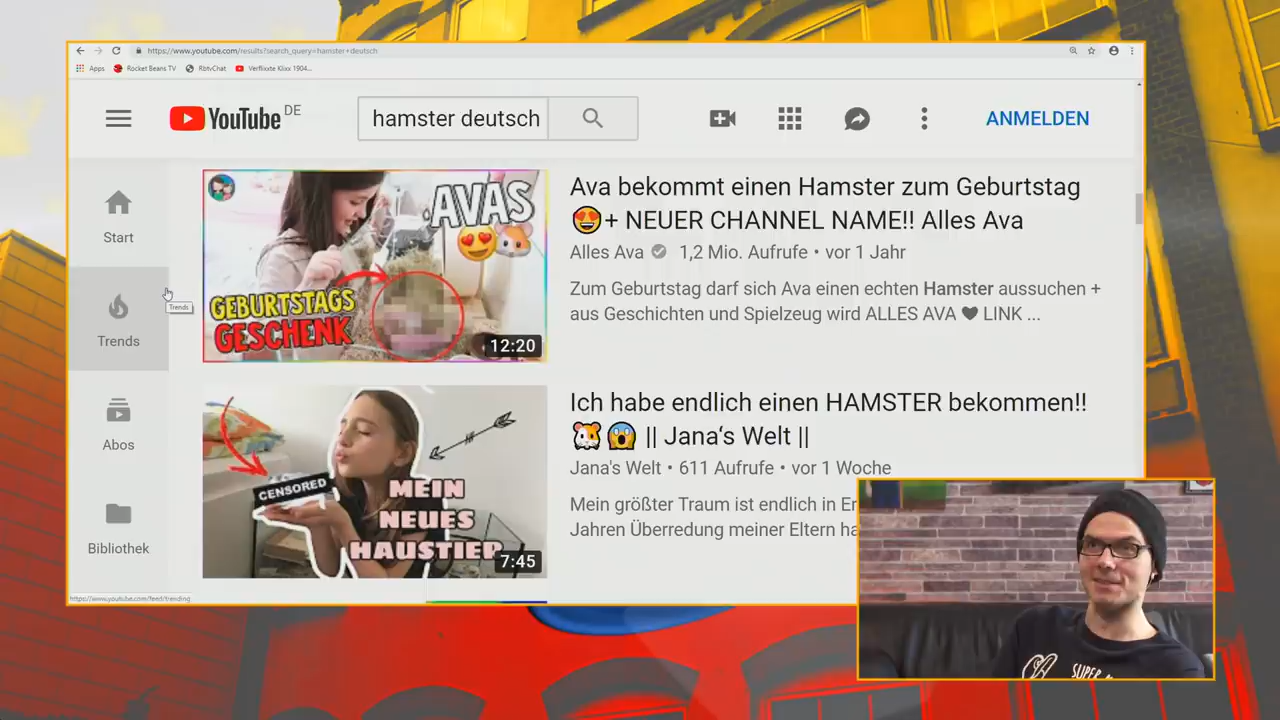 https://www.youtube.com/results?search_query=hamster+deutsch
Apps Rocket Beans TV RbtvChat Verflixxte Klixx 1904...
YouTube DE
hamster deutsch
ANMELDEN
Start
Trends
Trends
Abos
Bibliothek
AVAS
GEBURTSTAGS
GESCHENK
12:20
Ava bekommt einen Hamster zum Geburtstag
😍+ NEUER CHANNEL NAME!! Alles Ava
Alles Ava 1,2 Mio. Aufrufe • vor 1 Jahr
Zum Geburtstag darf sich Ava einen echten Hamster aussuchen +
aus Geschichten und Spielzeug wird ALLES AVA ♥ LINK ...
CENSORED
MEIN
NEUES
HAUSTIER
7:45
Ich habe endlich einen HAMSTER bekommen!!
🐹😱 || Jana‘s Welt ||
Jana's Welt • 611 Aufrufe • vor 1 Woche
Mein größter Traum ist endlich in Er
Jahren Überredung meiner Eltern ha
https://www.youtube.com/feed/trending
SUPER